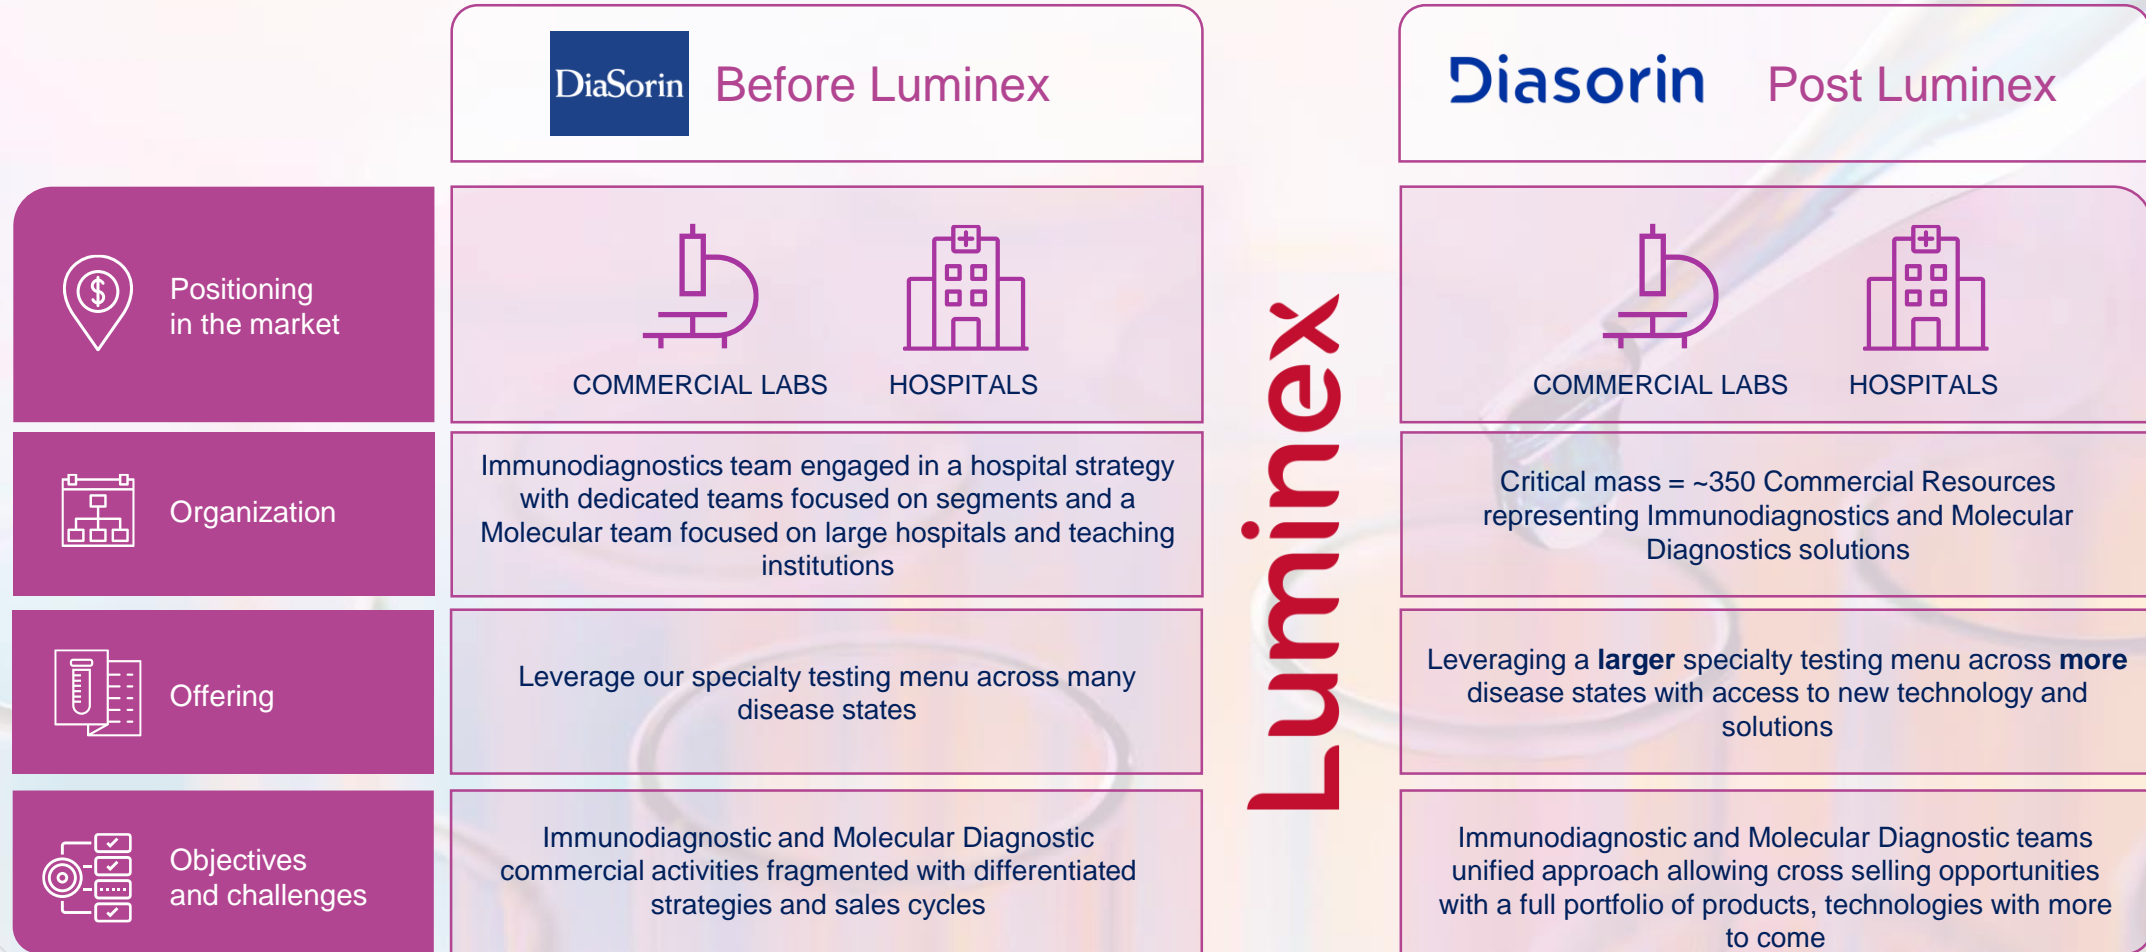 DiaSorin Before Luminex
Diasorin Post Luminex
Luminex
Positioning
in the market
COMMERCIAL LABS HOSPITALS
COMMERCIAL LABS HOSPITALS
Organization
Immunodiagnostics team engaged in a hospital strategy
with dedicated teams focused on segments and a
Molecular team focused on large hospitals and teaching
institutions
Critical mass = ~350 Commercial Resources
representing Immunodiagnostics and Molecular
Diagnostics solutions
Offering
Leverage our specialty testing menu across many
disease states
Leveraging a larger specialty testing menu across more
disease states with access to new technology and
solutions
Objectives
and challenges
Immunodiagnostic and Molecular Diagnostic
commercial activities fragmented with differentiated
strategies and sales cycles
Immunodiagnostic and Molecular Diagnostic teams
unified approach allowing cross selling opportunities
with a full portfolio of products, technologies with more
to come